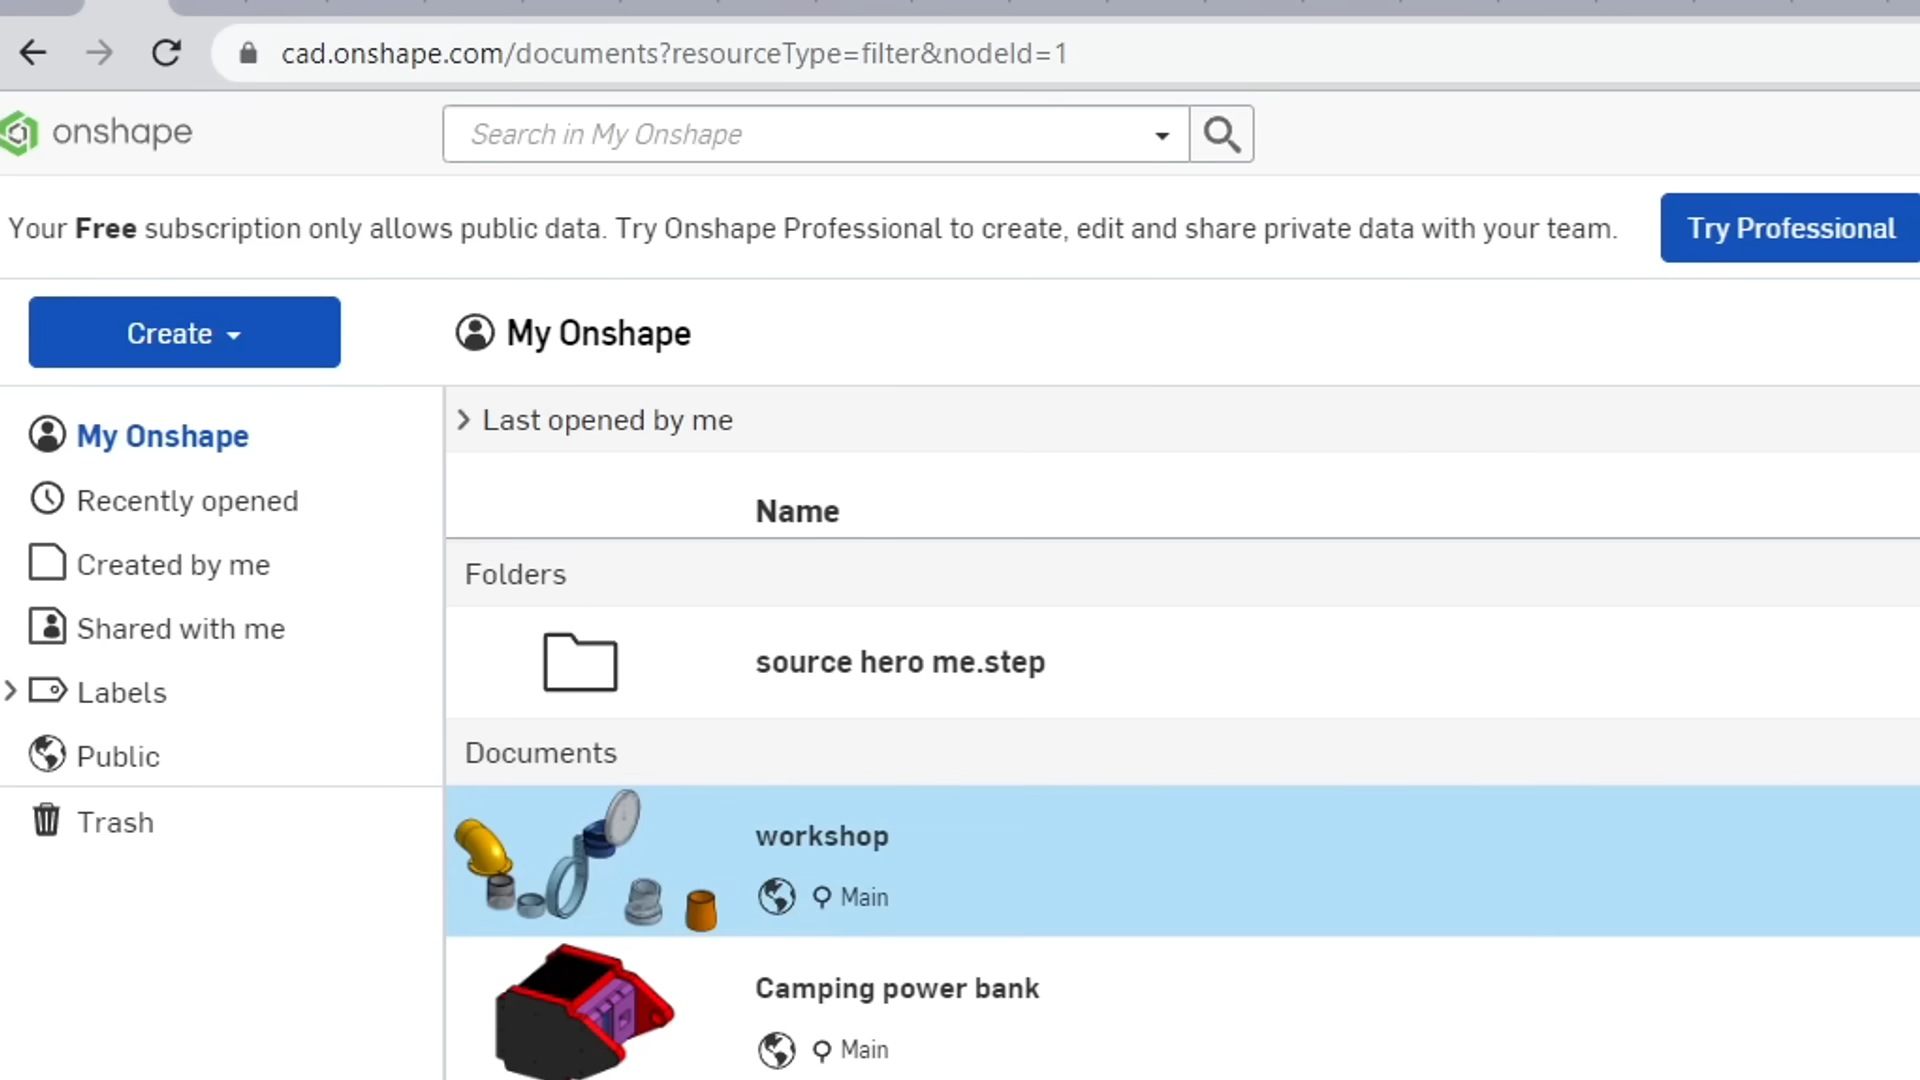 cad.onshape.com/documents?resourceType=filter&nodeId=1
onshape
Search in My Onshape
Your Free subscription only allows public data. Try Onshape Professional to create, edit and share private data with your team.
Try Professional
Create
My Onshape
My Onshape
Recently opened
Created by me
Shared with me
Labels
Public
Trash
Last opened by me
Name
Folders
source hero me.step
Documents
workshop
Main
Camping power bank
Main